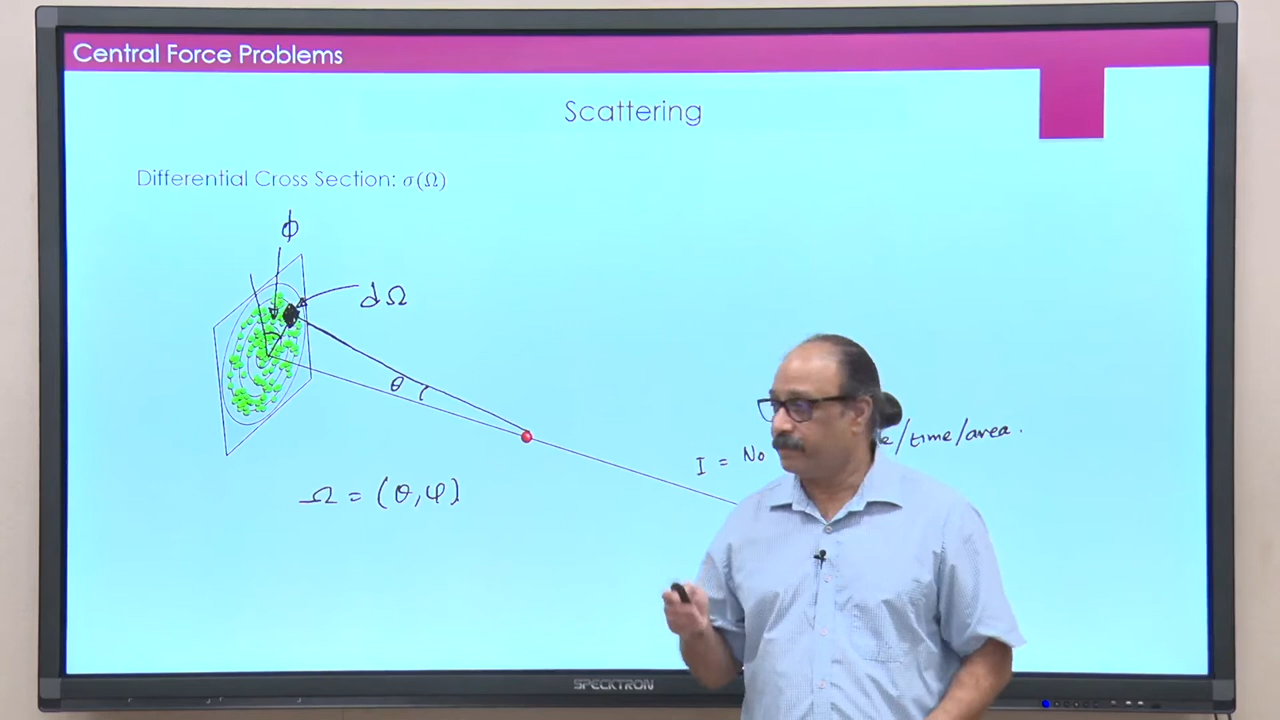 Central Force Problems
Scattering
Differential Cross Section: σ(Ω)
ϕ
dΩ
θ
I = No /time/area.
Ω = (θ,φ)
SPECKTRON